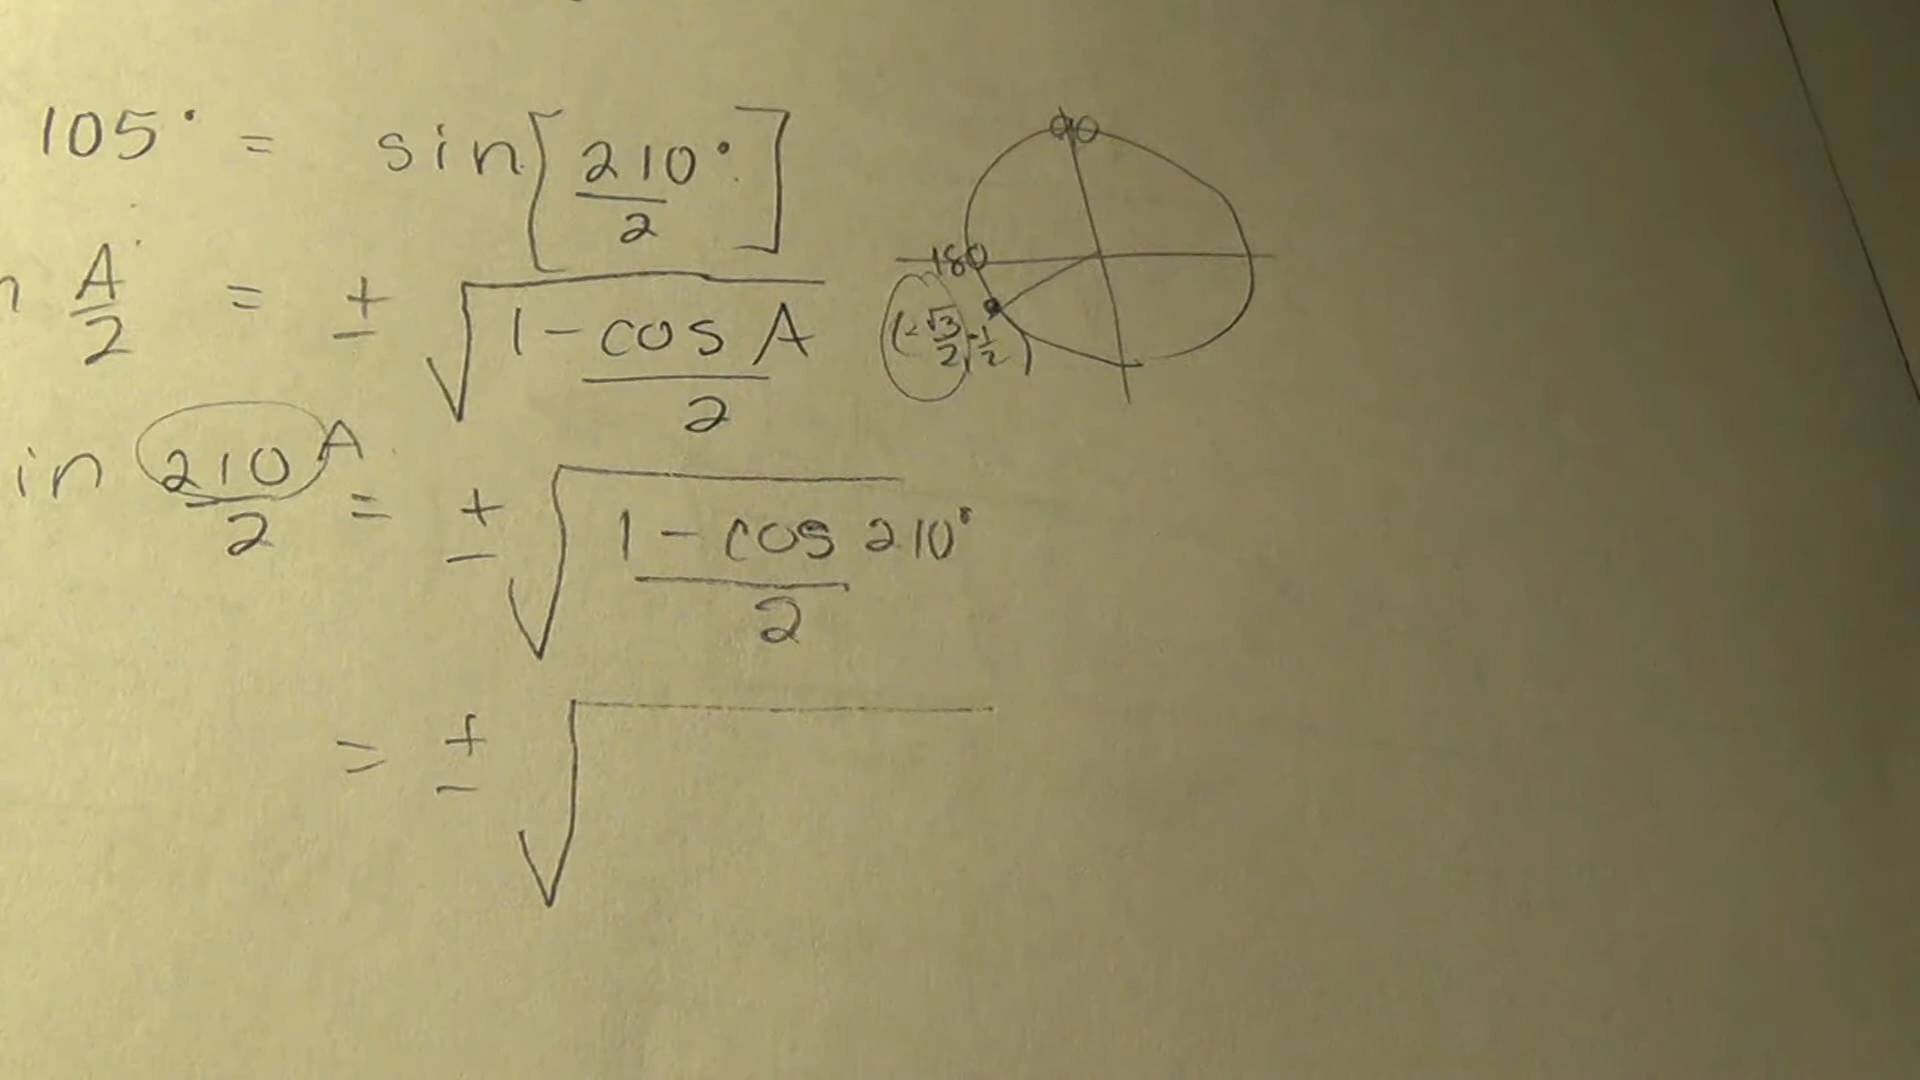 105° = sin[210°/2]
90
180
(-√3/2, -1/2)
n A/2 = ± √(1 - cos A / 2)
in 210/2 A = ± √(1 - cos 210° / 2)
= ± √